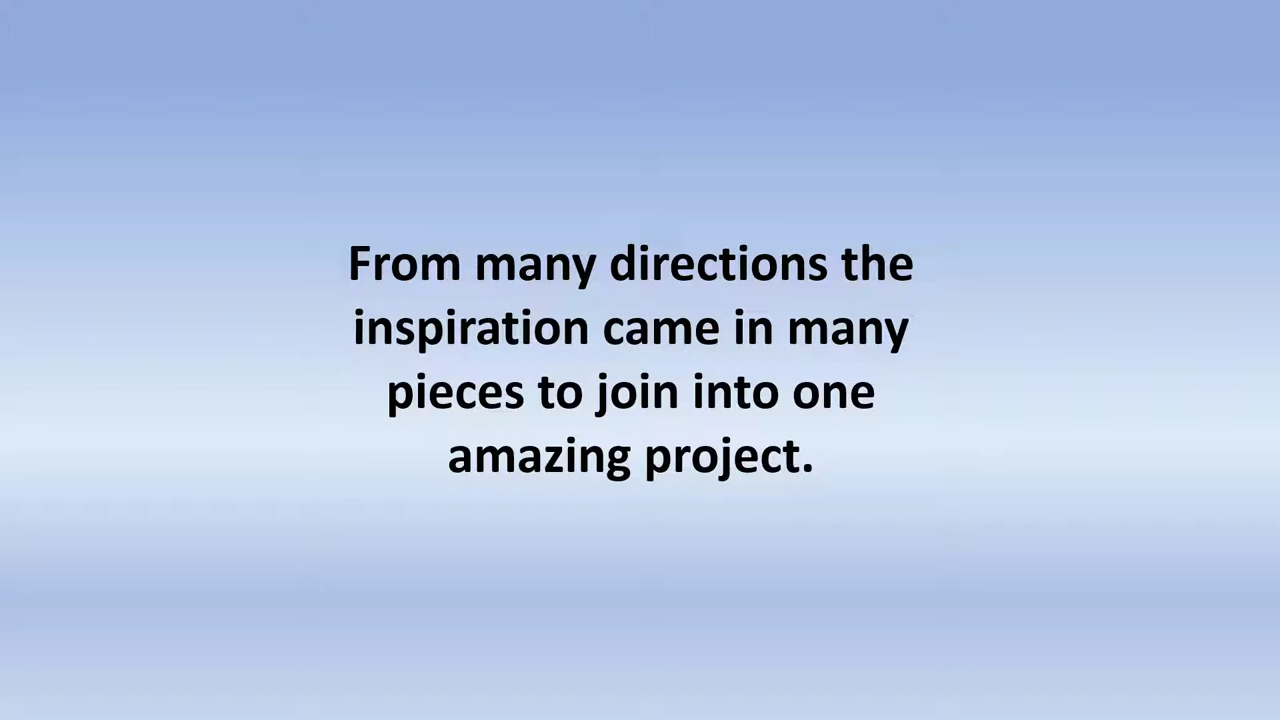 From many directions the
inspiration came in many
pieces to join into one
amazing project.